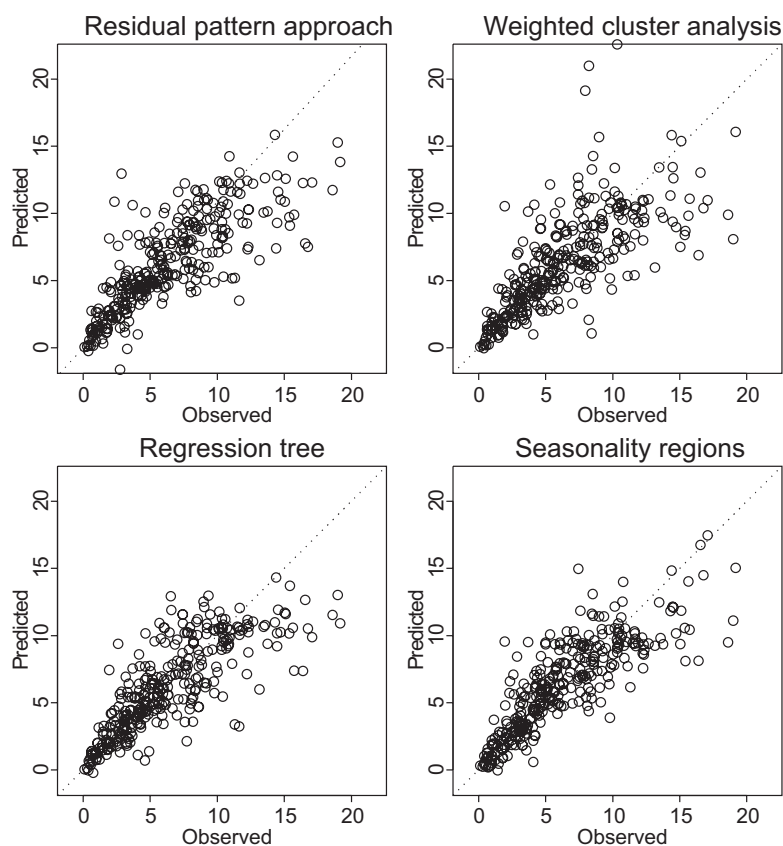 Residual pattern approach
Weighted cluster analysis
Predicted
0 5 10 15 20
0 5 10 15 20
Observed
Predicted
0 5 10 15 20
0 5 10 15 20
Observed
Regression tree
Seasonality regions
Predicted
0 5 10 15 20
0 5 10 15 20
Observed
Predicted
0 5 10 15 20
0 5 10 15 20
Observed